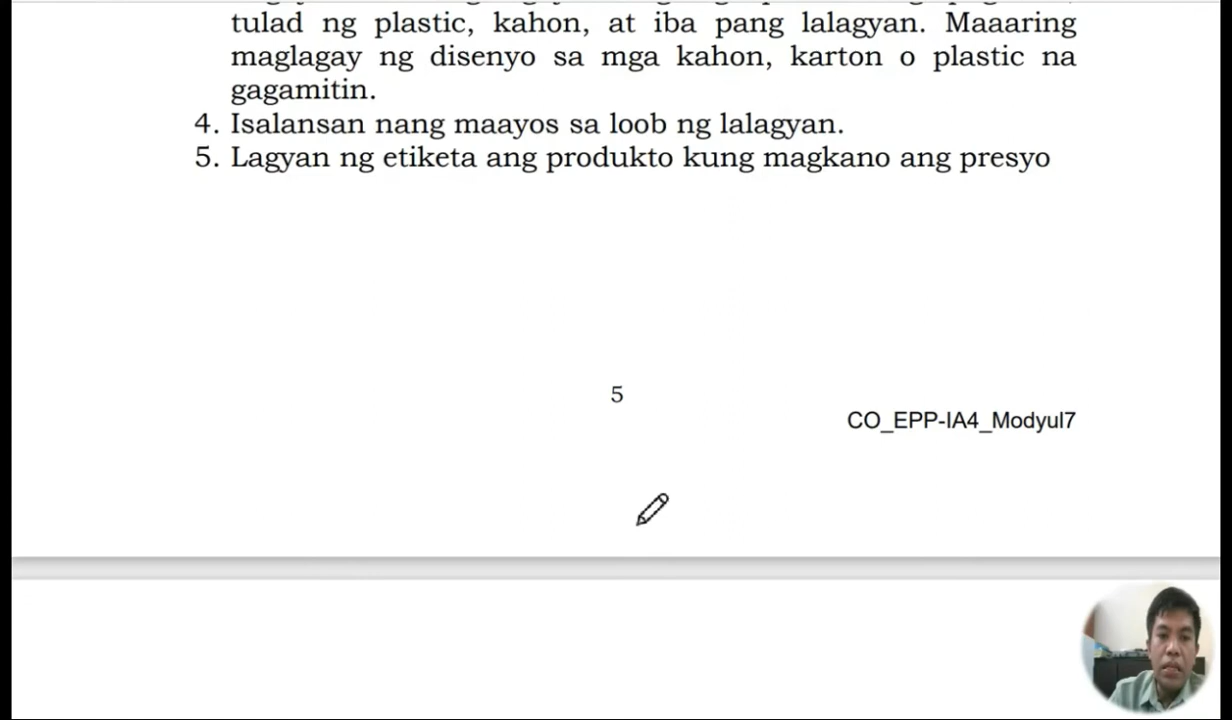 tulad ng plastic, kahon, at iba pang lalagyan. Maaaring
maglagay ng disenyo sa mga kahon, karton o plastic na
gagamitin.
4. Isalansan nang maayos sa loob ng lalagyan.
5. Lagyan ng etiketa ang produkto kung magkano ang presyo
5
CO_EPP-IA4_Modyul7